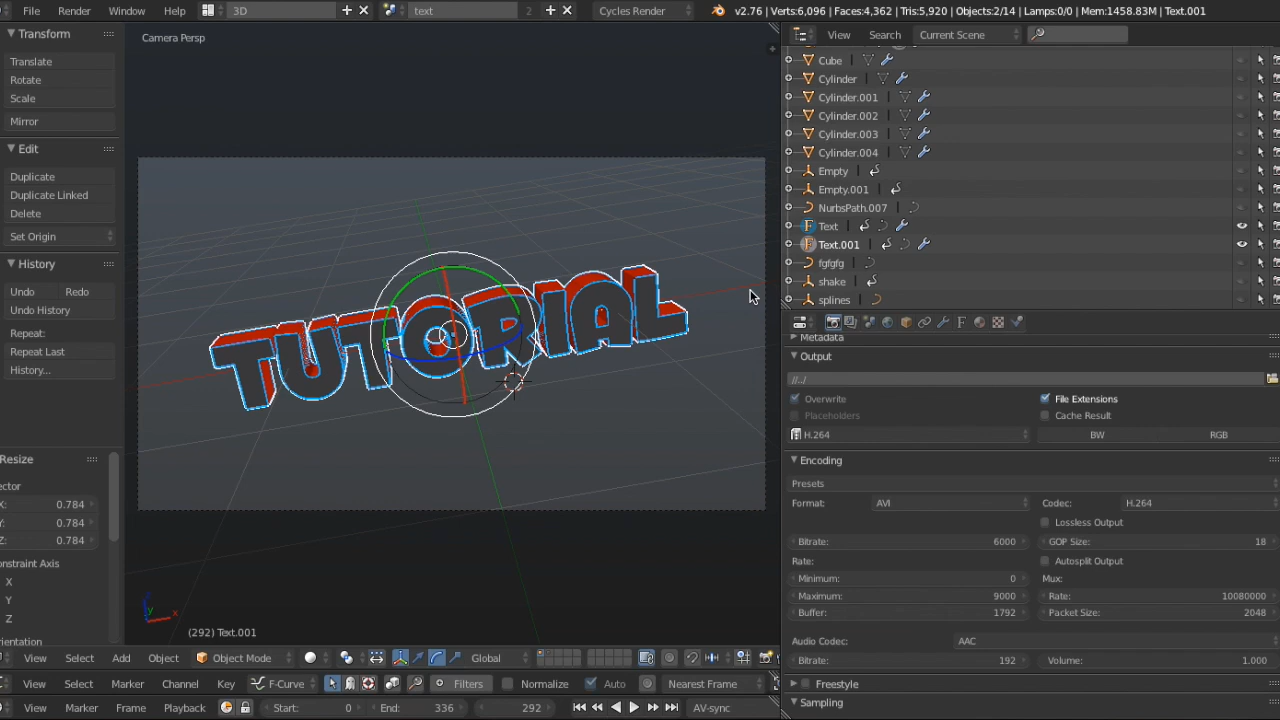 File Render Window Help 3D text 2 Cycles Render v2.76 | Verts:6,096 | Faces:4,362 | Tris:5,920 | Objects:2/14 | Lamps:0/0 | Mem:1458.83M | Text.001
Transform
Translate
Rotate
Scale
Mirror
Edit
Duplicate
Duplicate Linked
Delete
Set Origin
History
Undo Redo
Undo History
Repeat:
Repeat Last
History...
Resize
ector
X: 0.784
Y: 0.784
Z: 0.784
onstraint Axis
X
Y
Z
rientation
Camera Persp
TUTORIAL
z
y
x
(292) Text.001
View Search Current Scene
Cube
Cylinder
Cylinder.001
Cylinder.002
Cylinder.003
Cylinder.004
Empty
Empty.001
NurbsPath.007
Text
Text.001
fgfgfg
shake
splines
Metadata
Output
//../
Overwrite File Extensions
Placeholders Cache Result
H.264 BW RGB
Encoding
Presets
Format: AVI Codec: H.264
Lossless Output
Bitrate: 6000 GOP Size: 18
Rate: Autosplit Output
Minimum: 0 Mux:
Maximum: 9000 Rate: 10080000
Buffer: 1792 Packet Size: 2048
Audio Codec: AAC
Bitrate: 192 Volume: 1.000
Freestyle
Sampling
View Select Add Object Object Mode Global
View Select Marker Channel Key F-Curve Filters Normalize Auto Nearest Frame
View Marker Frame Playback Start: 0 End: 336 292 AV-sync